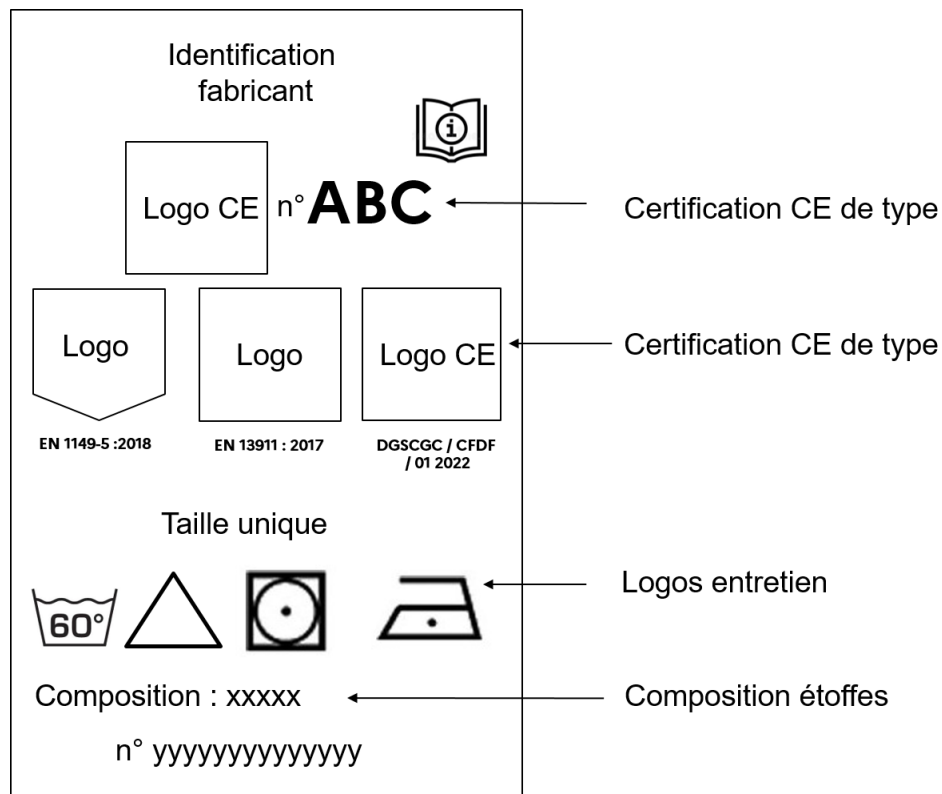 Identification
fabricant
i
Logo CE n° ABC
Certification CE de type
Logo
Logo
Logo CE
Certification CE de type
EN 1149-5 :2018
EN 13911 : 2017
DGSCGC / CFDF
/ 01 2022
Taille unique
60°
Logos entretien
Composition : xxxxx
Composition étoffes
n° yyyyyyyyyyyyyy